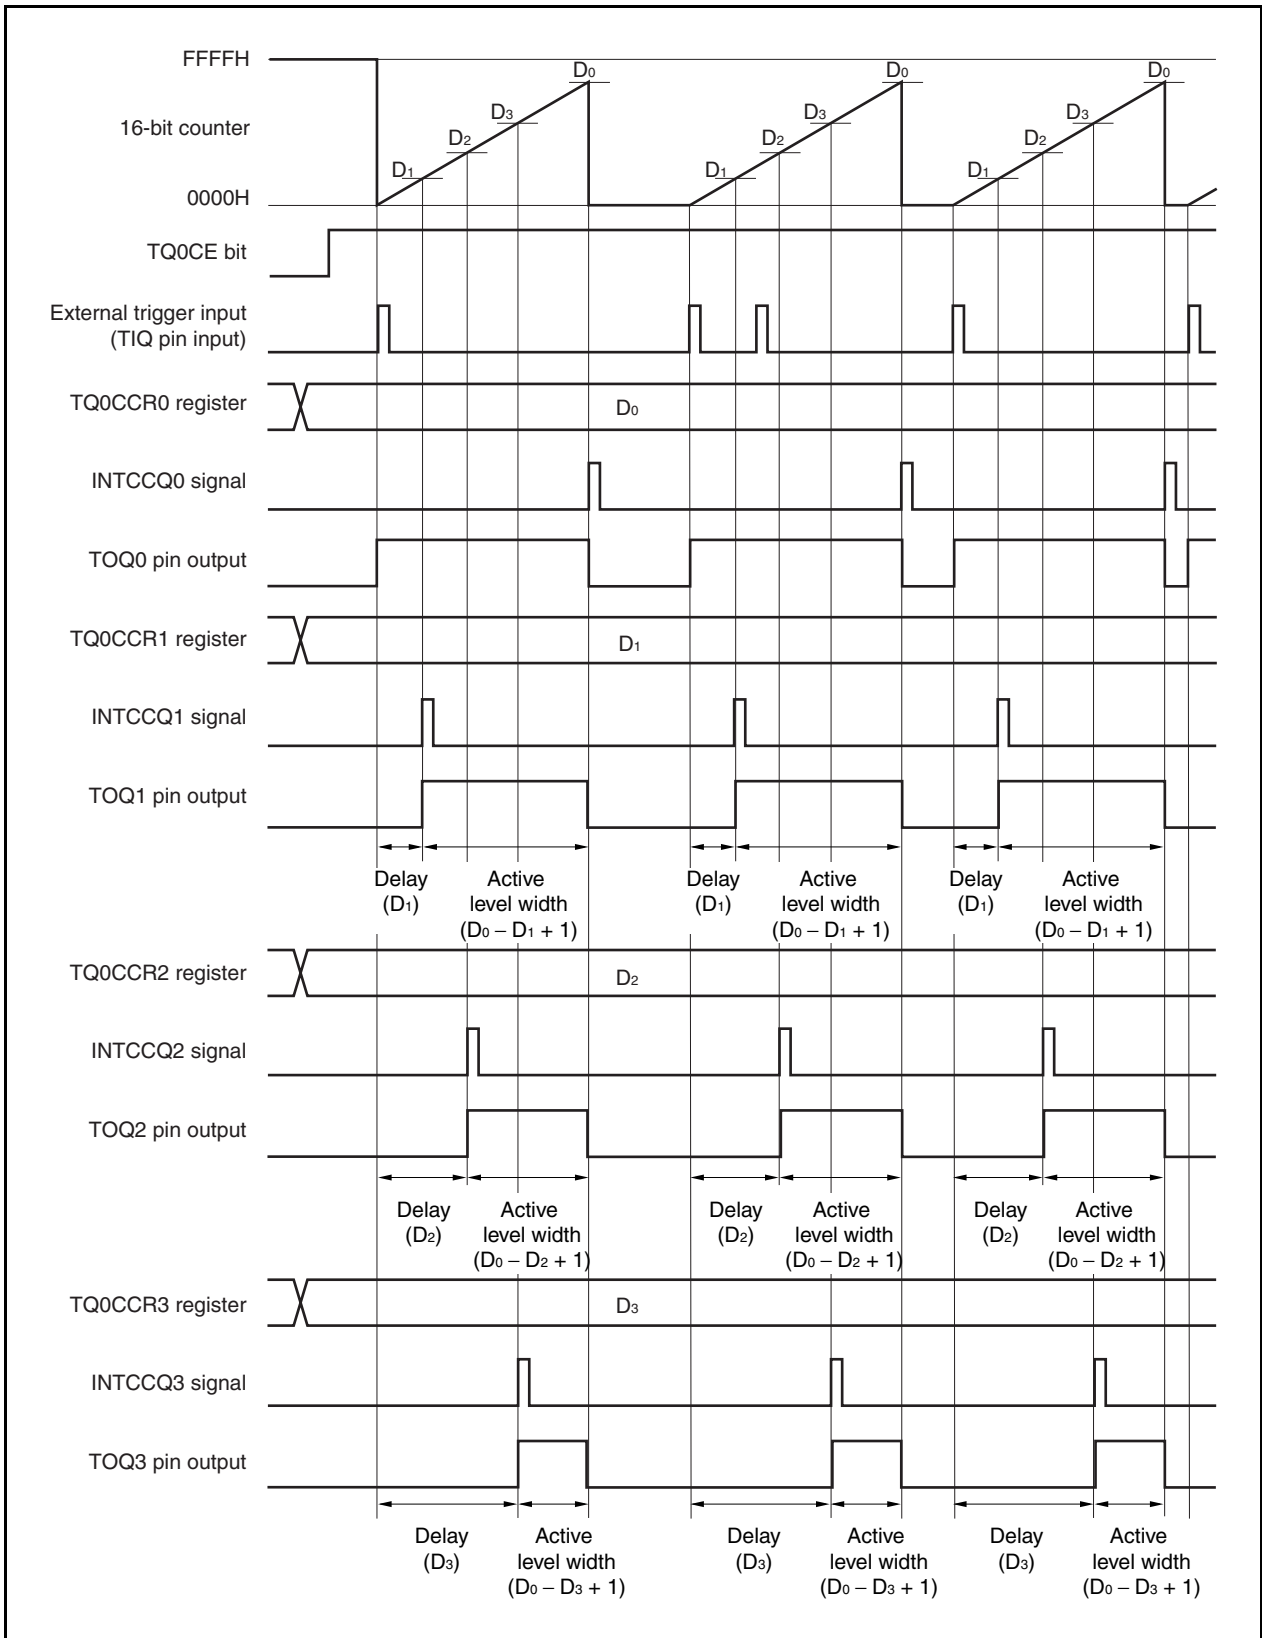 FFFFH
D0 D0 D0
D3 D3 D3
16-bit counter
D2 D2 D2
D1 D1 D1
0000H
TQ0CE bit
External trigger input
(TIQ pin input)
TQ0CCR0 register
D0
INTCCQ0 signal
TOQ0 pin output
TQ0CCR1 register
D1
INTCCQ1 signal
TOQ1 pin output
Delay Active Delay Active Delay Active
(D1) level width (D1) level width (D1) level width
(D0 – D1 + 1) (D0 – D1 + 1) (D0 – D1 + 1)
TQ0CCR2 register
D2
INTCCQ2 signal
TOQ2 pin output
Delay Active Delay Active Delay Active
(D2) level width (D2) level width (D2) level width
(D0 – D2 + 1) (D0 – D2 + 1) (D0 – D2 + 1)
TQ0CCR3 register
D3
INTCCQ3 signal
TOQ3 pin output
Delay Active Delay Active Delay Active
(D3) level width (D3) level width (D3) level width
(D0 – D3 + 1) (D0 – D3 + 1) (D0 – D3 + 1)